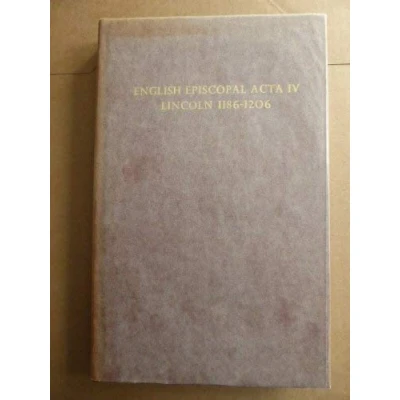 ENGLISH EPISCOPAL ACTA IV
LINCOLN 1186-1206